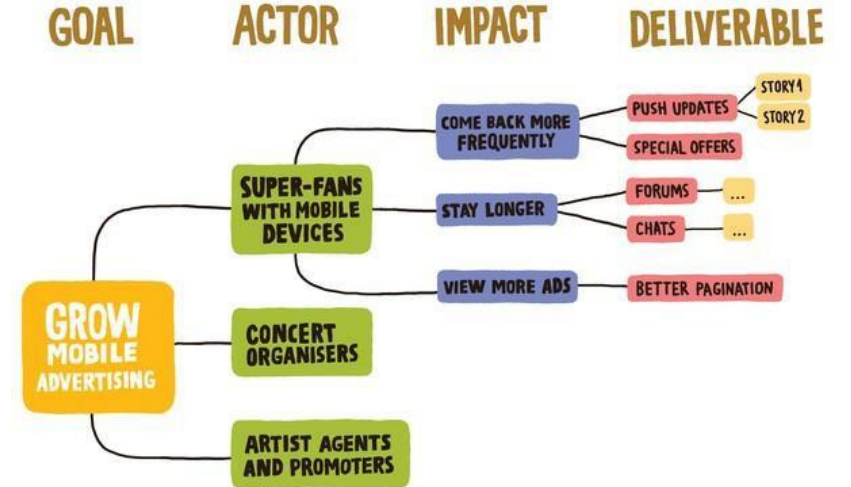 GOAL
ACTOR
IMPACT
DELIVERABLE
GROW
MOBILE
ADVERTISING
SUPER-FANS
WITH MOBILE
DEVICES
COME BACK MORE
FREQUENTLY
PUSH UPDATES
STORY1
STORY2
SPECIAL OFFERS
STAY LONGER
FORUMS
...
CHATS
...
VIEW MORE ADS
BETTER PAGINATION
CONCERT
ORGANISERS
ARTIST AGENTS
AND PROMOTERS